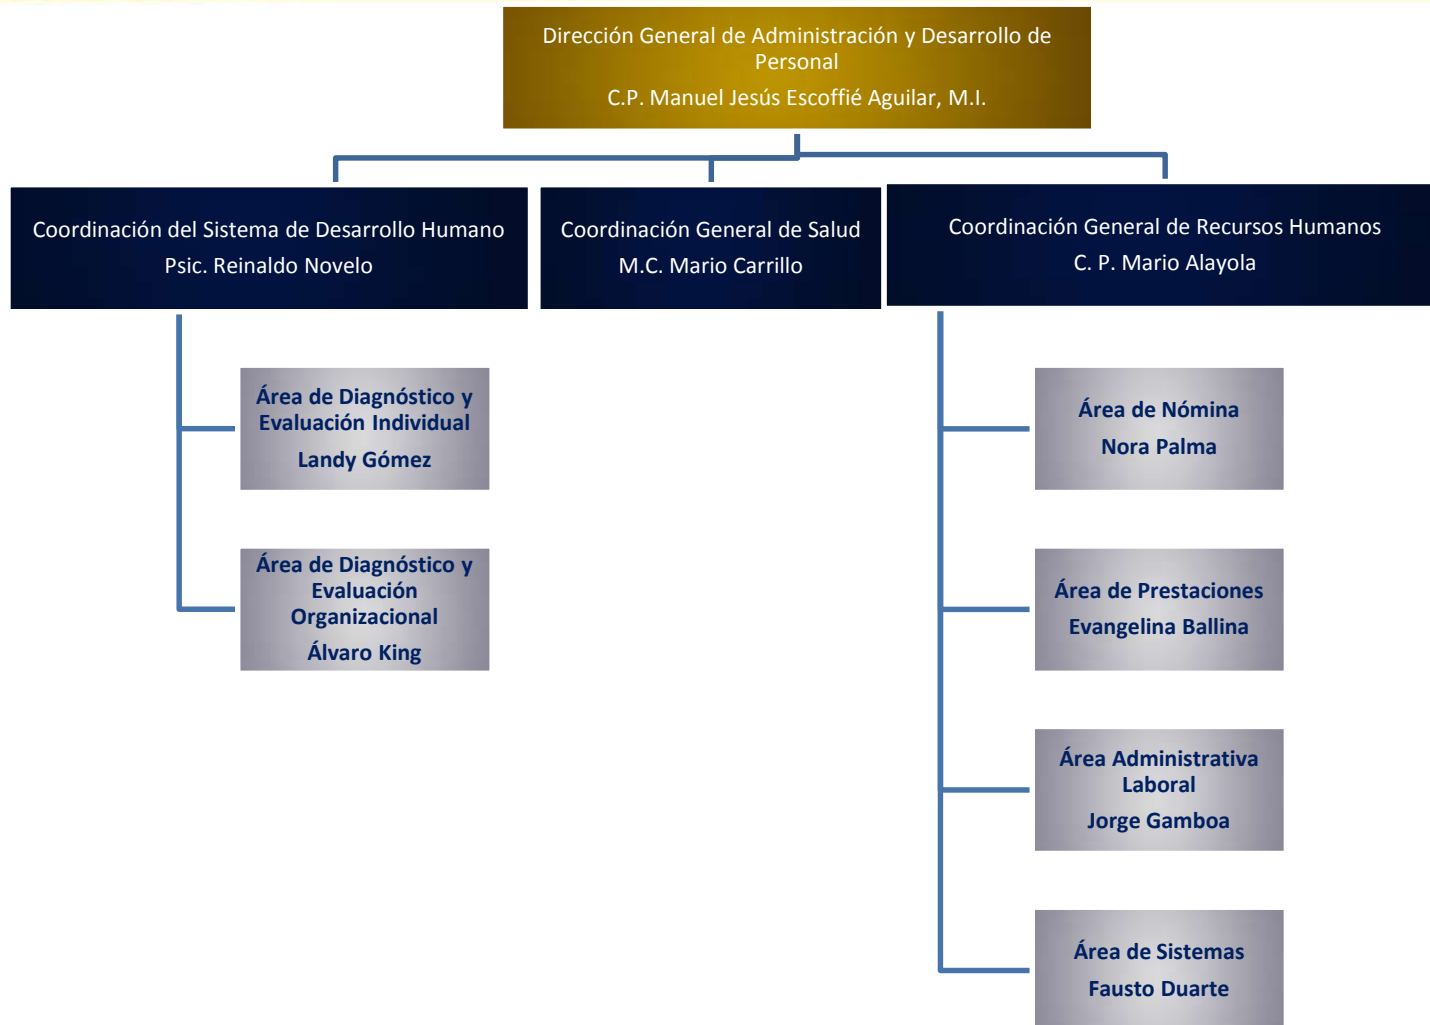 Dirección General de Administración y Desarrollo de
Personal
C.P. Manuel Jesús Escoffié Aguilar, M.I.
Coordinación del Sistema de Desarrollo Humano
Psic. Reinaldo Novelo
Coordinación General de Salud
M.C. Mario Carrillo
Coordinación General de Recursos Humanos
C. P. Mario Alayola
Área de Diagnóstico y
Evaluación Individual
Landy Gómez
Área de Diagnóstico y
Evaluación
Organizacional
Álvaro King
Área de Nómina
Nora Palma
Área de Prestaciones
Evangelina Ballina
Área Administrativa
Laboral
Jorge Gamboa
Área de Sistemas
Fausto Duarte